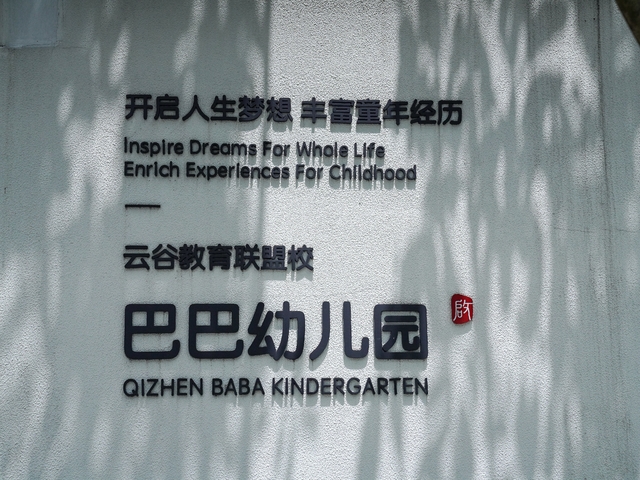 开启人生梦想 丰富童年经历
Inspire Dreams For Whole Life
Enrich Experiences For Childhood
云谷教育联盟校
巴巴幼儿园
啟
QIZHEN BABA KINDERGARTEN